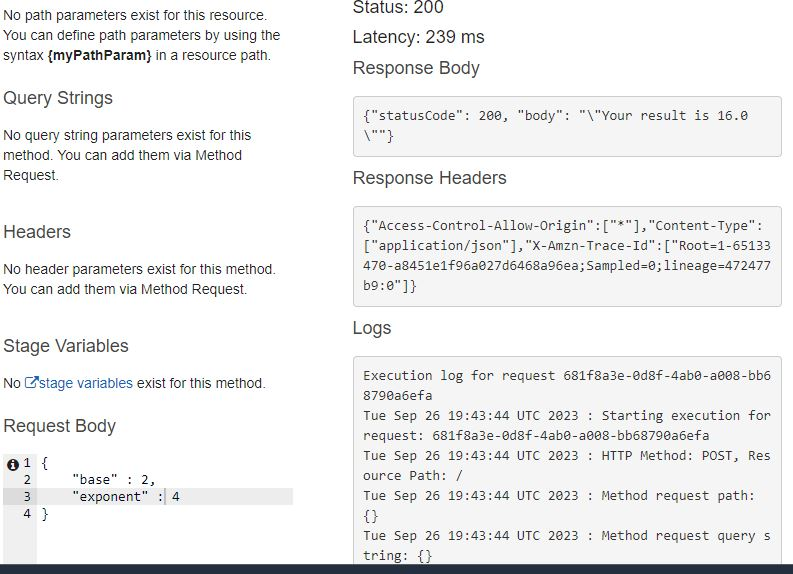 No path parameters exist for this resource.
You can define path parameters by using the
syntax {myPathParam} in a resource path.
Query Strings
No query string parameters exist for this
method. You can add them via Method
Request.
Headers
No header parameters exist for this method.
You can add them via Method Request.
Stage Variables
No stage variables exist for this method.
Request Body
1 {
2 "base" : 2,
3 "exponent" : 4
4 }
Status: 200
Latency: 239 ms
Response Body
{"statusCode": 200, "body": "\"Your result is 16.0
\""}
Response Headers
{"Access-Control-Allow-Origin":["*"],"Content-Type":
["application/json"],"X-Amzn-Trace-Id":["Root=1-65133
470-a8451e1f96a027d6468a96ea;Sampled=0;lineage=472477
b9:0"]}
Logs
Execution log for request 681f8a3e-0d8f-4ab0-a008-bb6
8790a6efa
Tue Sep 26 19:43:44 UTC 2023 : Starting execution for
request: 681f8a3e-0d8f-4ab0-a008-bb68790a6efa
Tue Sep 26 19:43:44 UTC 2023 : HTTP Method: POST, Res
ource Path: /
Tue Sep 26 19:43:44 UTC 2023 : Method request path:
{}
Tue Sep 26 19:43:44 UTC 2023 : Method request query s
tring: {}